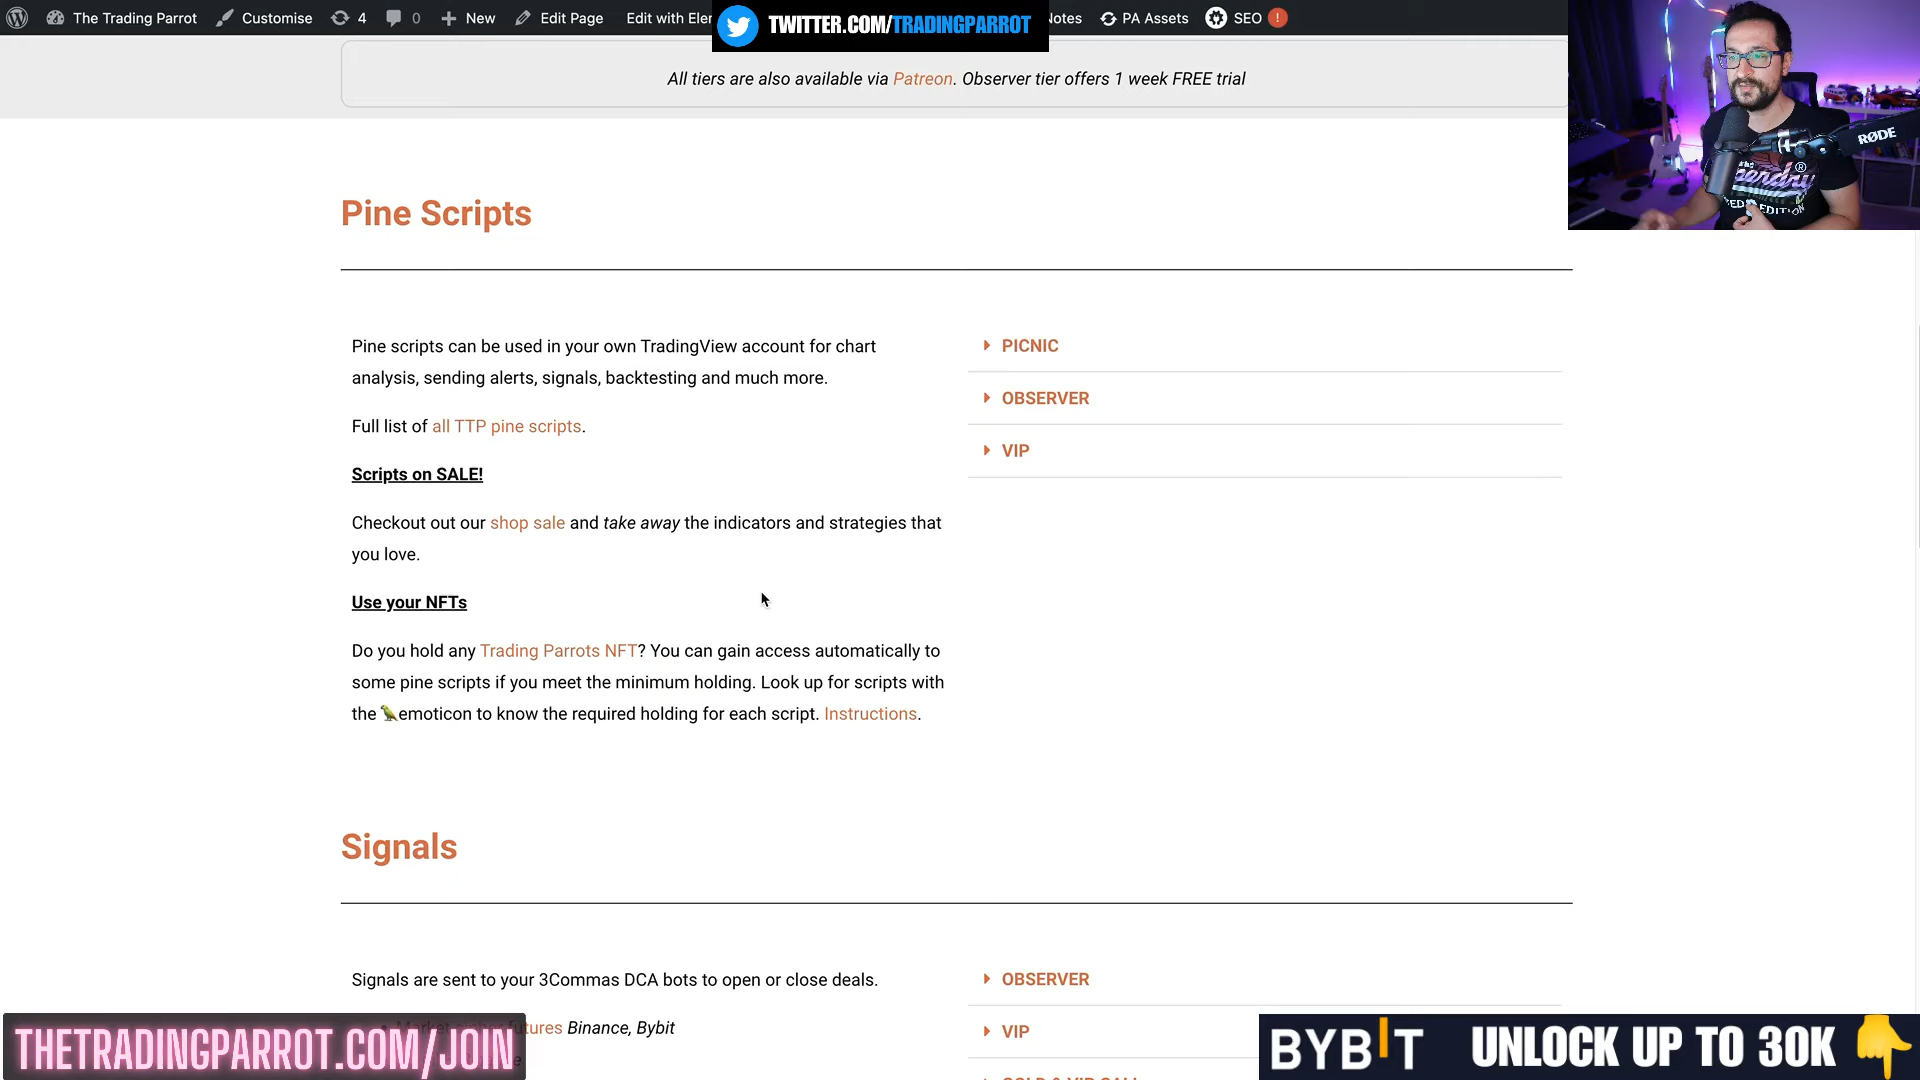 The Trading Parrot Customise 4 0 New Edit Page Edit with Notes PA Assets SEO !
TWITTER.COM/TRADINGPARROT
All tiers are also available via Patreon. Observer tier offers 1 week FREE trial
RØDE
Pine Scripts
Pine scripts can be used in your own TradingView account for chart
analysis, sending alerts, signals, backtesting and much more.
Full list of all TTP pine scripts.
Scripts on SALE!
Checkout out our shop sale and take away the indicators and strategies that
you love.
Use your NFTs
Do you hold any Trading Parrots NFT? You can gain access automatically to
some pine scripts if you meet the minimum holding. Look up for scripts with
the 🦜emoticon to know the required holding for each script. Instructions.
PICNIC
OBSERVER
VIP
Signals
Signals are sent to your 3Commas DCA bots to open or close deals.
futures Binance, Bybit
OBSERVER
VIP
THETRADINGPARROT.COM/JOIN
BYBIT UNLOCK UP TO 30K